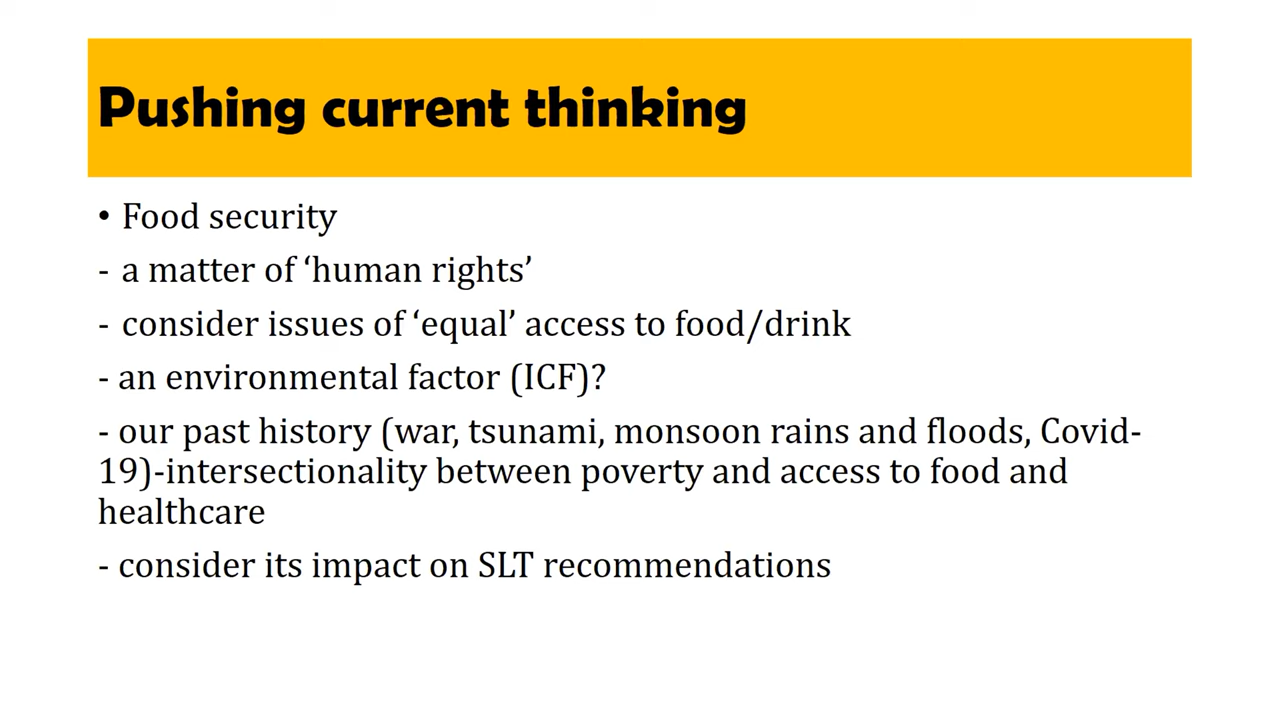 Pushing current thinking
• Food security
- a matter of ‘human rights’
- consider issues of ‘equal’ access to food/drink
- an environmental factor (ICF)?
- our past history (war, tsunami, monsoon rains and floods, Covid-
19)-intersectionality between poverty and access to food and
healthcare
- consider its impact on SLT recommendations